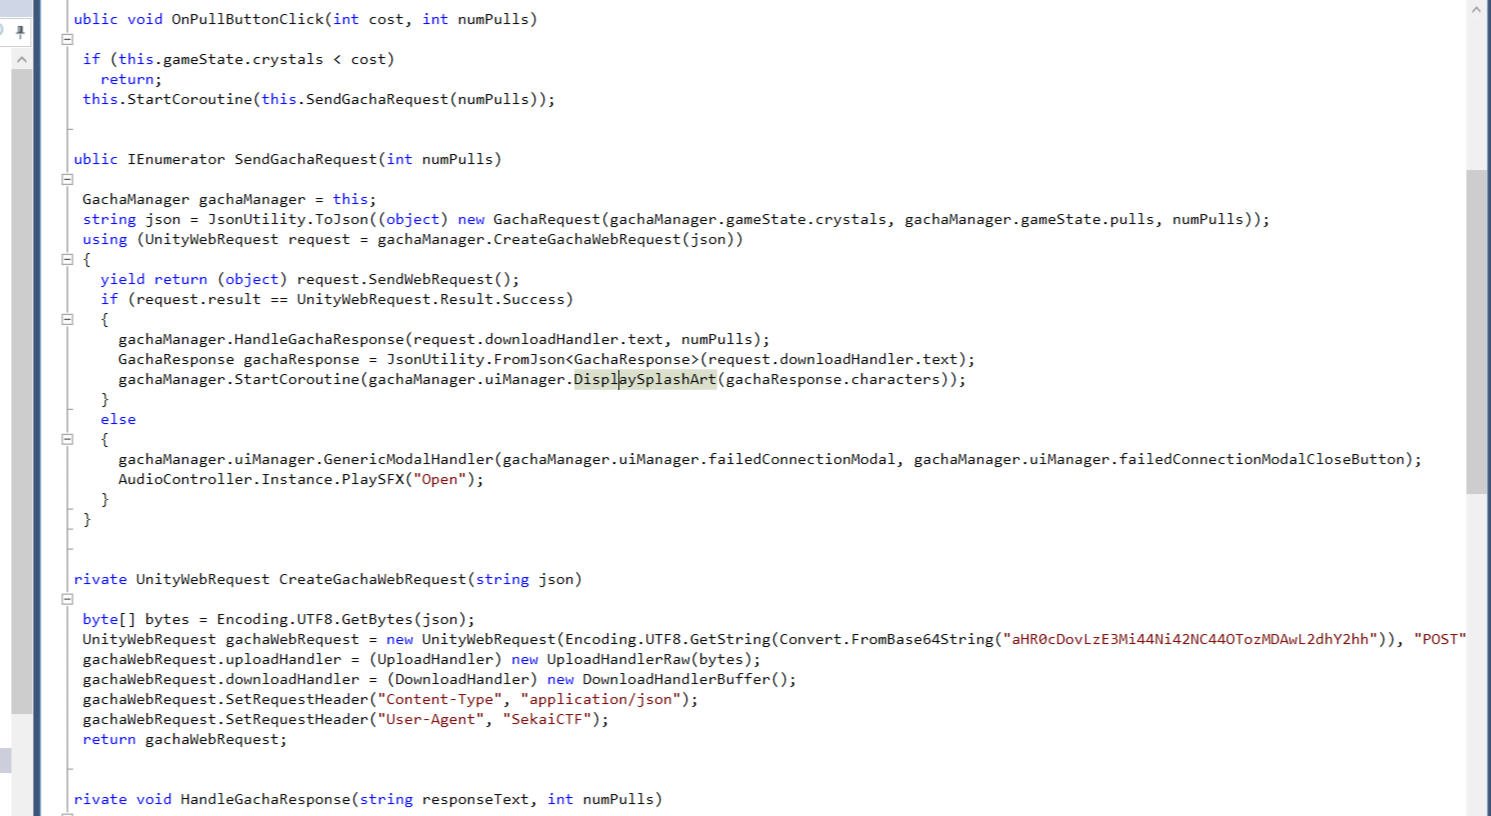 ublic void OnPullButtonClick(int cost, int numPulls)
if (this.gameState.crystals < cost)
return;
this.StartCoroutine(this.SendGachaRequest(numPulls));
ublic IEnumerator SendGachaRequest(int numPulls)
GachaManager gachaManager = this;
string json = JsonUtility.ToJson((object) new GachaRequest(gachaManager.gameState.crystals, gachaManager.gameState.pulls, numPulls));
using (UnityWebRequest request = gachaManager.CreateGachaWebRequest(json))
{
yield return (object) request.SendWebRequest();
if (request.result == UnityWebRequest.Result.Success)
{
gachaManager.HandleGachaResponse(request.downloadHandler.text, numPulls);
GachaResponse gachaResponse = JsonUtility.FromJson<GachaResponse>(request.downloadHandler.text);
gachaManager.StartCoroutine(gachaManager.uiManager.DisplaySplashArt(gachaResponse.characters));
}
else
{
gachaManager.uiManager.GenericModalHandler(gachaManager.uiManager.failedConnectionModal, gachaManager.uiManager.failedConnectionModalCloseButton);
AudioController.Instance.PlaySFX("Open");
}
}
rivate UnityWebRequest CreateGachaWebRequest(string json)
byte[] bytes = Encoding.UTF8.GetBytes(json);
UnityWebRequest gachaWebRequest = new UnityWebRequest(Encoding.UTF8.GetString(Convert.FromBase64String("aHR0cDovLzE3Mi44Ni42NC44OTozMDAwL2dhY2hh")), "POST"
gachaWebRequest.uploadHandler = (UploadHandler) new UploadHandlerRaw(bytes);
gachaWebRequest.downloadHandler = (DownloadHandler) new DownloadHandlerBuffer();
gachaWebRequest.SetRequestHeader("Content-Type", "application/json");
gachaWebRequest.SetRequestHeader("User-Agent", "SekaiCTF");
return gachaWebRequest;
rivate void HandleGachaResponse(string responseText, int numPulls)